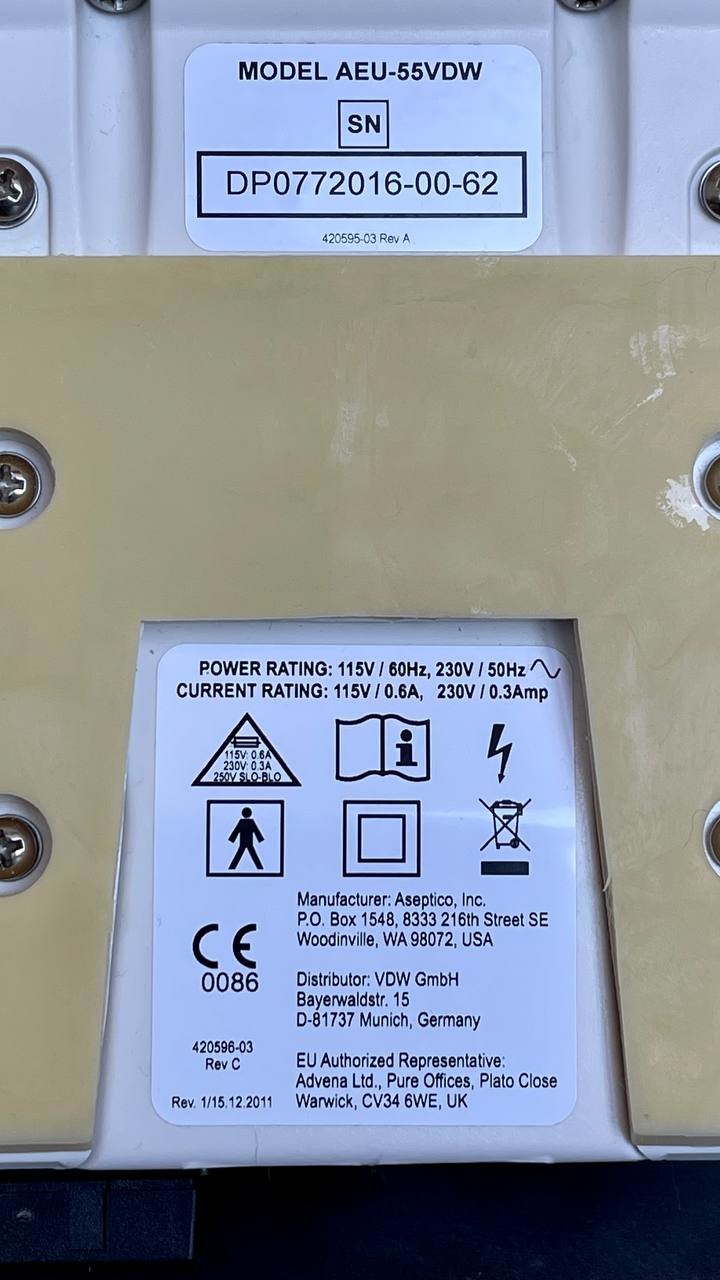 MODEL AEU-55VDW
SN
DP0772016-00-62
420595-03 Rev A
POWER RATING: 115V / 60Hz, 230V / 50Hz
CURRENT RATING: 115V / 0.6A, 230V / 0.3Amp
115V: 0.6A
230V: 0.3A
250V SLO-BLO
Manufacturer: Aseptico, Inc.
P.O. Box 1548, 8333 216th Street SE
Woodinville, WA 98072, USA
CE
0086
Distributor: VDW GmbH
Bayerwaldstr. 15
D-81737 Munich, Germany
420596-03
Rev C
EU Authorized Representative:
Advena Ltd., Pure Offices, Plato Close
Warwick, CV34 6WE, UK
Rev. 1/15.12.2011